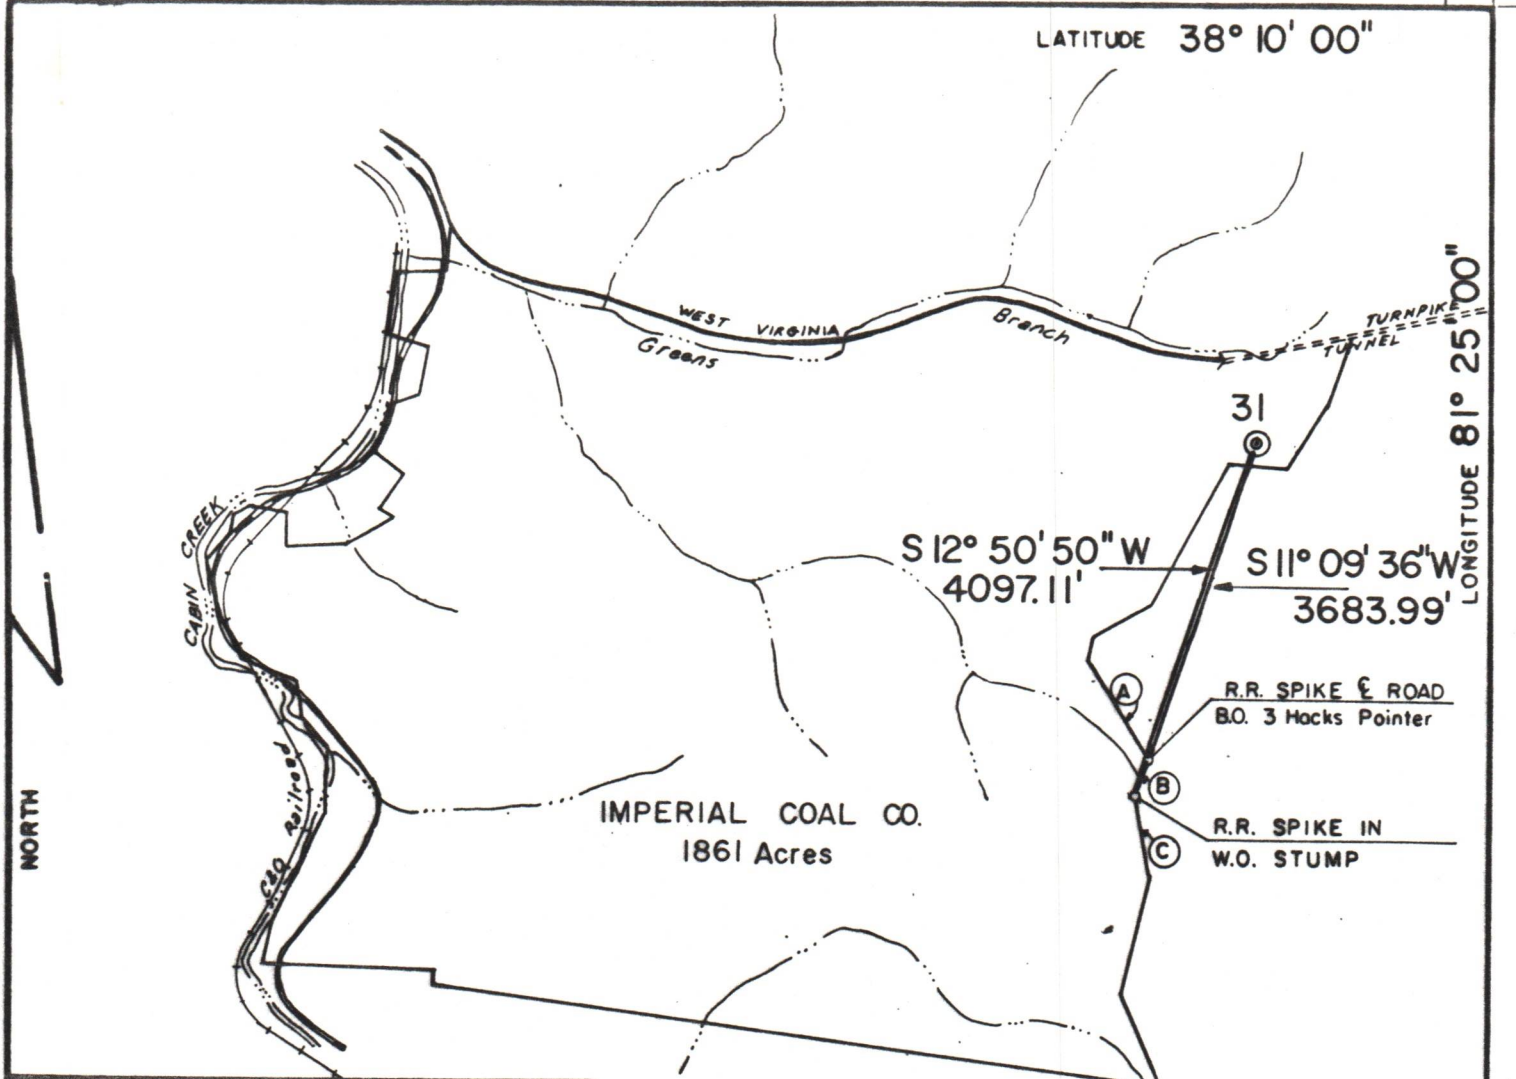 LATITUDE 38° 10' 00"
LONGITUDE 81° 25' 00"
WEST VIRGINIA
TURNPIKE
TUNNEL
Greens Branch
31
S 12° 50' 50" W
4097.11'
S 11° 09' 36" W
3683.99'
CABIN CREEK
A
R.R. SPIKE ℄ ROAD
B.O. 3 Hacks Pointer
B
R.R. SPIKE IN
W.O. STUMP
C
IMPERIAL COAL CO.
1861 Acres
C&O Railroad
NORTH